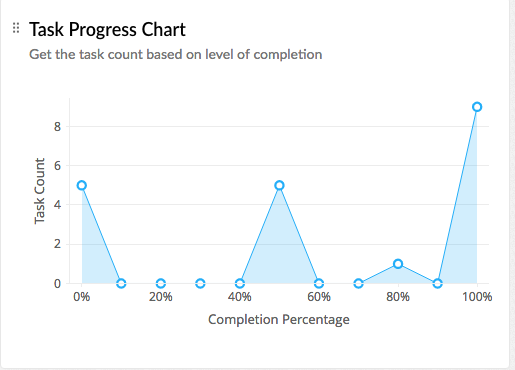 Task Progress Chart
Get the task count based on level of completion
8
6
4
2
0
Task Count
0% 20% 40% 60% 80% 100%
Completion Percentage